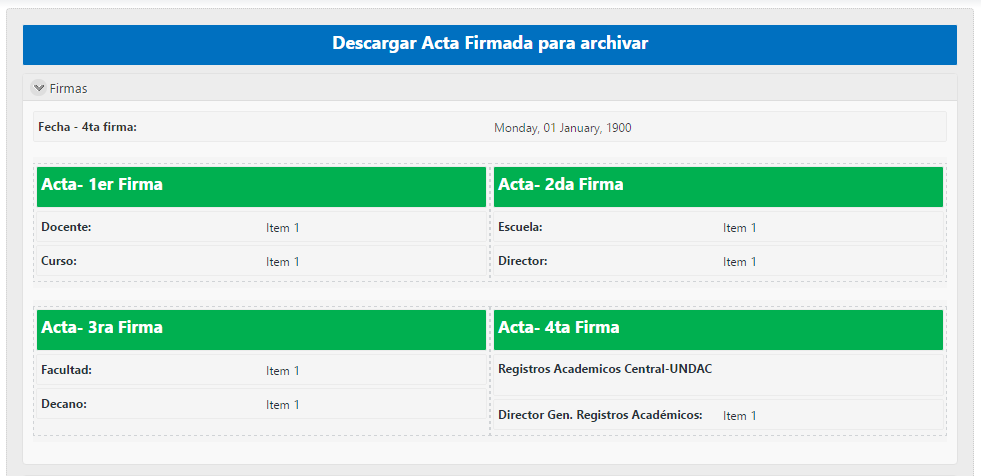 Descargar Acta Firmada para archivar
Firmas
Fecha - 4ta firma: Monday, 01 January, 1900
Acta- 1er Firma
Docente: Item 1
Curso: Item 1
Acta- 2da Firma
Escuela: Item 1
Director: Item 1
Acta- 3ra Firma
Facultad: Item 1
Decano: Item 1
Acta- 4ta Firma
Registros Academicos Central-UNDAC
Director Gen. Registros Académicos: Item 1